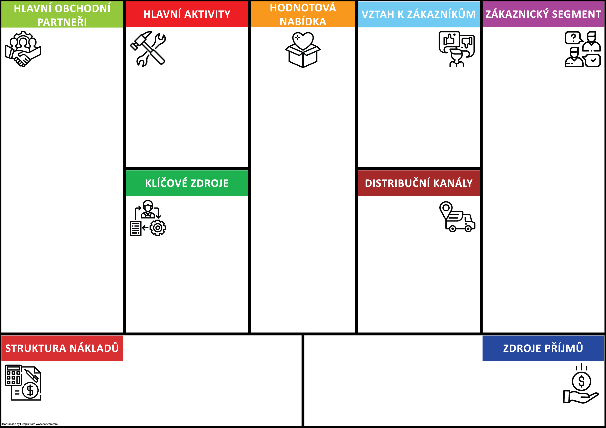 HLAVNÍ OBCHODNÍ
PARTNEŘI
HLAVNÍ AKTIVITY
HODNOTOVÁ
NABÍDKA
VZTAH K ZÁKAZNÍKŮM
ZÁKAZNICKÝ SEGMENT
KLÍČOVÉ ZDROJE
DISTRIBUČNÍ KANÁLY
STRUKTURA NÁKLADŮ
ZDROJE PŘÍJMŮ